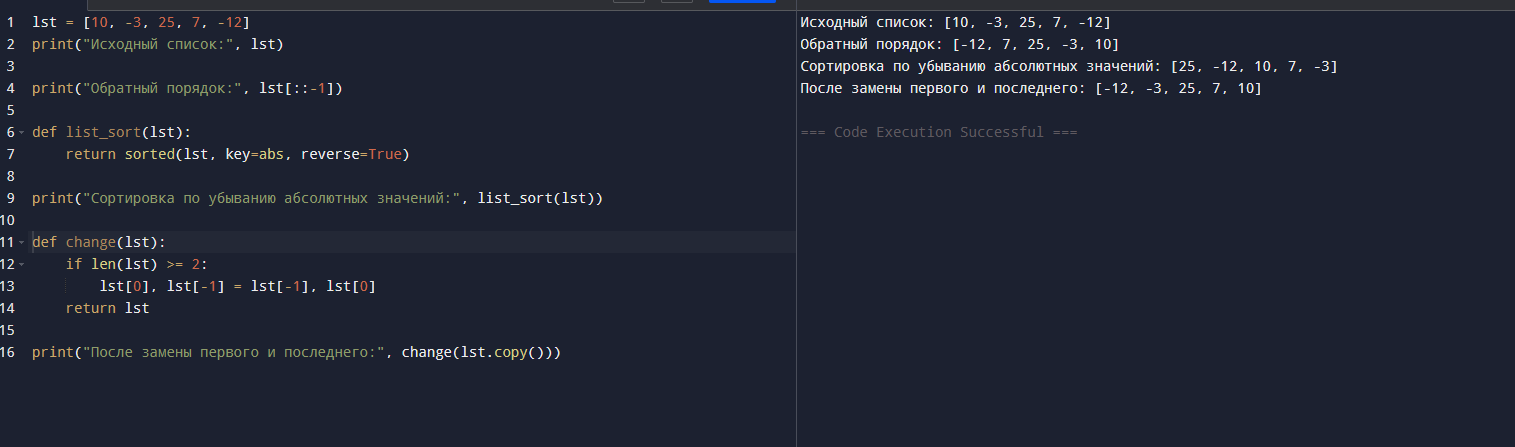 1 lst = [10, -3, 25, 7, -12]
2 print("Исходный список:", lst)
3
4 print("Обратный порядок:", lst[::-1])
5
6 def list_sort(lst):
7     return sorted(lst, key=abs, reverse=True)
8
9 print("Сортировка по убыванию абсолютных значений:", list_sort(lst))
10
11 def change(lst):
12     if len(lst) >= 2:
13         lst[0], lst[-1] = lst[-1], lst[0]
14     return lst
15
16 print("После замены первого и последнего:", change(lst.copy()))
Исходный список: [10, -3, 25, 7, -12]
Обратный порядок: [-12, 7, 25, -3, 10]
Сортировка по убыванию абсолютных значений: [25, -12, 10, 7, -3]
После замены первого и последнего: [-12, -3, 25, 7, 10]
=== Code Execution Successful ===